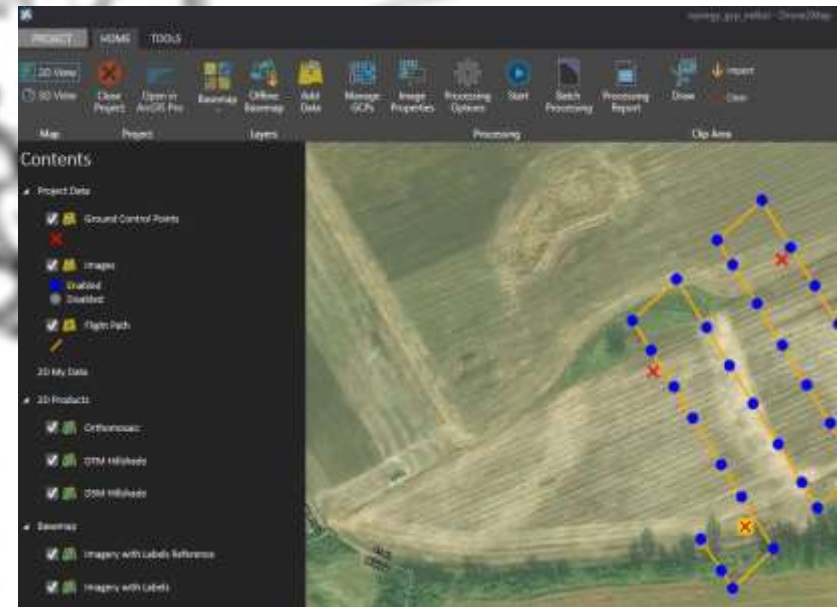 Drone2Map
PROJECT HOME TOOLS
2D View
3D View
Close Project
Open in ArcGIS Pro
Basemap
Offline Basemap
Add Data
Manage GCPs
Image Properties
Processing Options
Start
Batch Processing
Processing Report
Draw
Import
Clear
Map Project Layers Processing Clip Area
Contents
Project Data
Ground Control Points
Images
Enabled
Disabled
Flight Path
2D My Data
2D Products
Orthomosaic
DTM Hillshade
DSM Hillshade
Basemap
Imagery with Labels Reference
Imagery with Labels